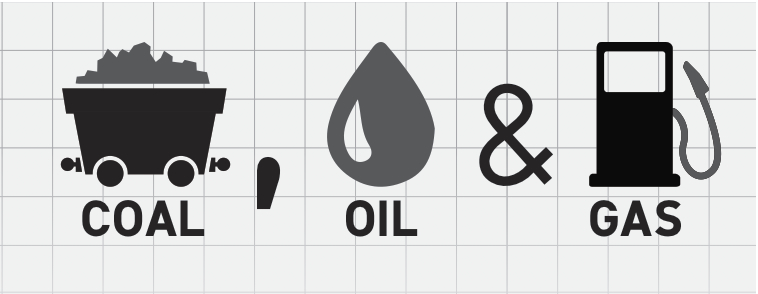 , &
COAL OIL GAS